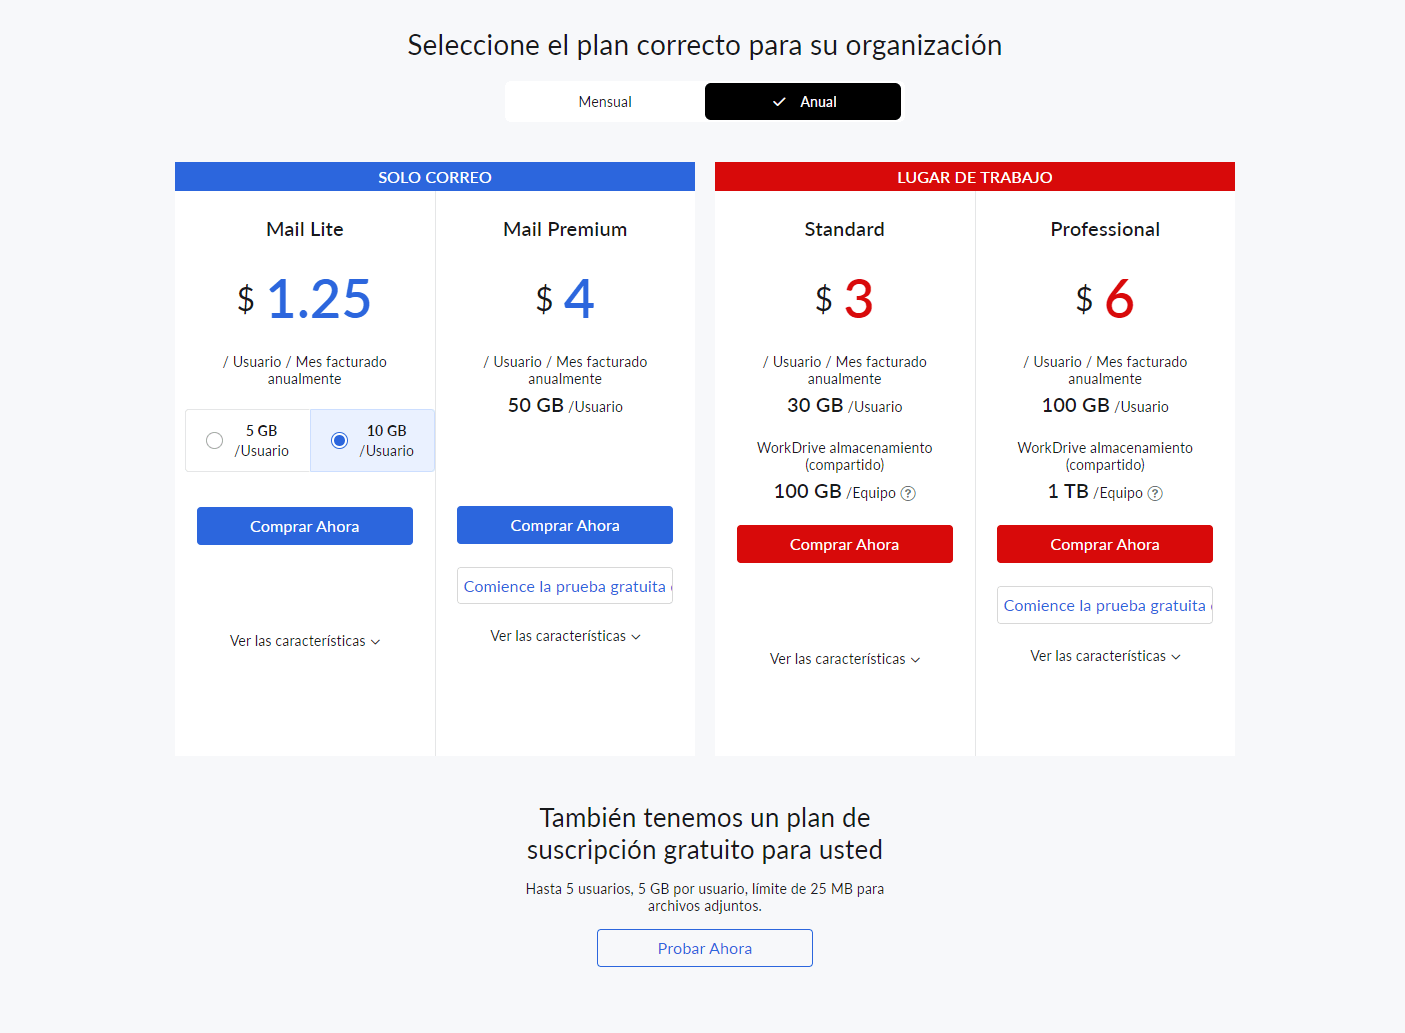 Seleccione el plan correcto para su organización
Mensual
Anual
SOLO CORREO
Mail Lite
$ 1.25
/ Usuario / Mes facturado
anualmente
5 GB
/Usuario
10 GB
/Usuario
Comprar Ahora
Ver las características
Mail Premium
$ 4
/ Usuario / Mes facturado
anualmente
50 GB /Usuario
Comprar Ahora
Comience la prueba gratuita
Ver las características
LUGAR DE TRABAJO
Standard
$ 3
/ Usuario / Mes facturado
anualmente
30 GB /Usuario
WorkDrive almacenamiento
(compartido)
100 GB /Equipo ?
Comprar Ahora
Ver las características
Professional
$ 6
/ Usuario / Mes facturado
anualmente
100 GB /Usuario
WorkDrive almacenamiento
(compartido)
1 TB /Equipo ?
Comprar Ahora
Comience la prueba gratuita
Ver las características
También tenemos un plan de
suscripción gratuito para usted
Hasta 5 usuarios, 5 GB por usuario, límite de 25 MB para
archivos adjuntos.
Probar Ahora